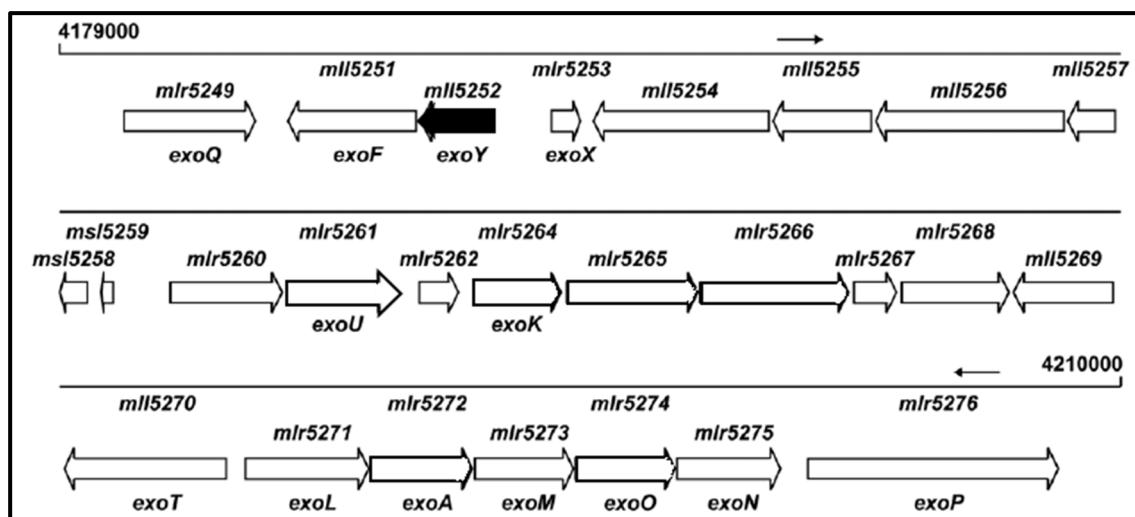 4179000
mll5251 mlr5253 mll5255 mll5257
mlr5249 mll5252 mll5254 mll5256
exoQ exoF exoY exoX
msl5259 mlr5261 mlr5264 mlr5266 mlr5268
msl5258 mlr5260 mlr5262 mlr5265 mlr5267 mll5269
exoU exoK
4210000
mll5270 mlr5272 mlr5274 mlr5276
mlr5271 mlr5273 mlr5275
exoT exoL exoA exoM exoO exoN exoP